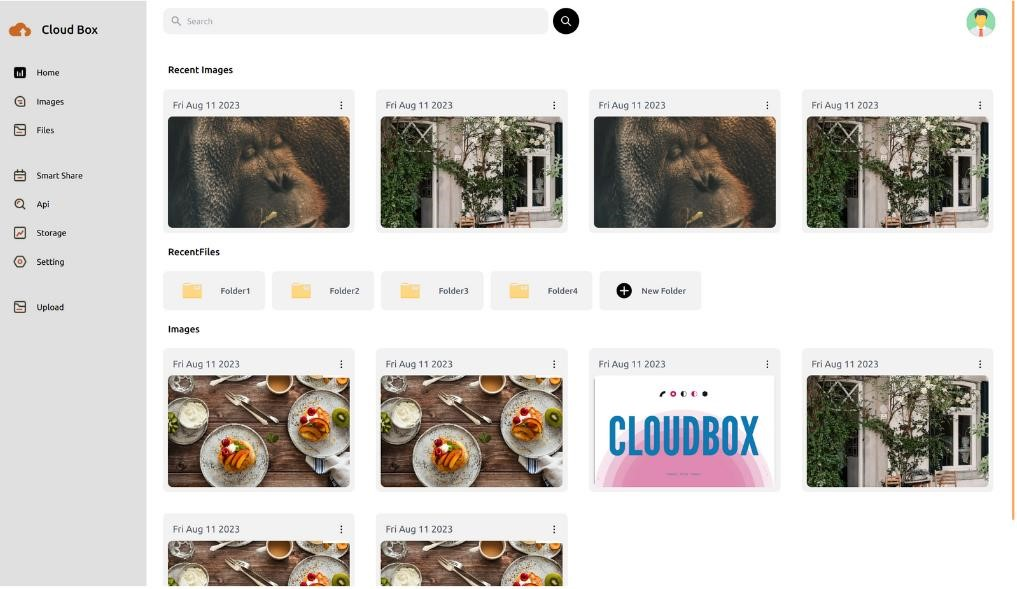 Cloud Box
Search
Home
Images
Files
Smart Share
Api
Storage
Setting
Upload
Recent Images
Fri Aug 11 2023
Fri Aug 11 2023
Fri Aug 11 2023
Fri Aug 11 2023
RecentFiles
Folder1
Folder2
Folder3
Folder4
New Folder
Images
Fri Aug 11 2023
Fri Aug 11 2023
Fri Aug 11 2023
Fri Aug 11 2023
CLOUDBOX
Fri Aug 11 2023
Fri Aug 11 2023